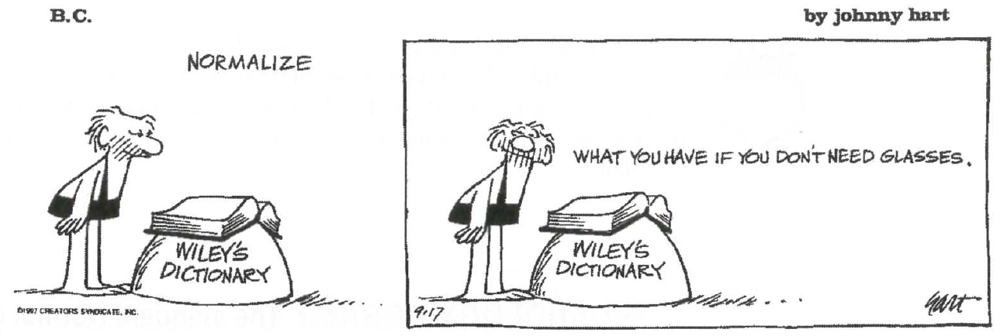 B.C.
by johnny hart
NORMALIZE
WILEY'S
DICTIONARY
©1997 CREATORS SYNDICATE, INC.
WHAT YOU HAVE IF YOU DON'T NEED GLASSES.
WILEY'S
DICTIONARY
9·17
hart